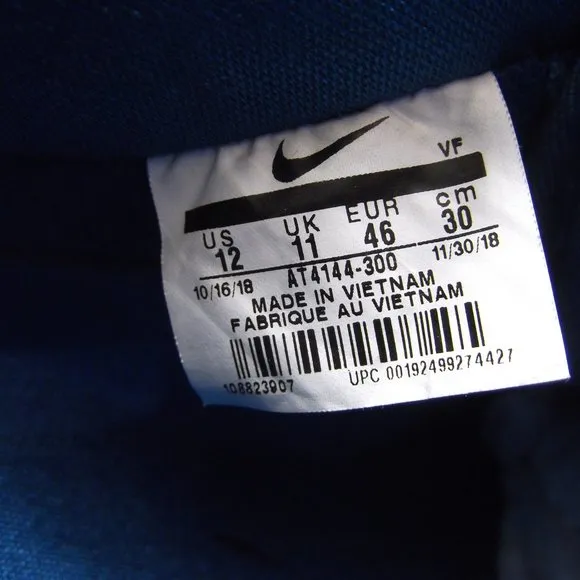 VF
US UK EUR cm
12 11 46 30
10/16/18 AT4144-300 11/30/18
MADE IN VIETNAM
FABRIQUE AU VIETNAM
108823907 UPC 00192499274427